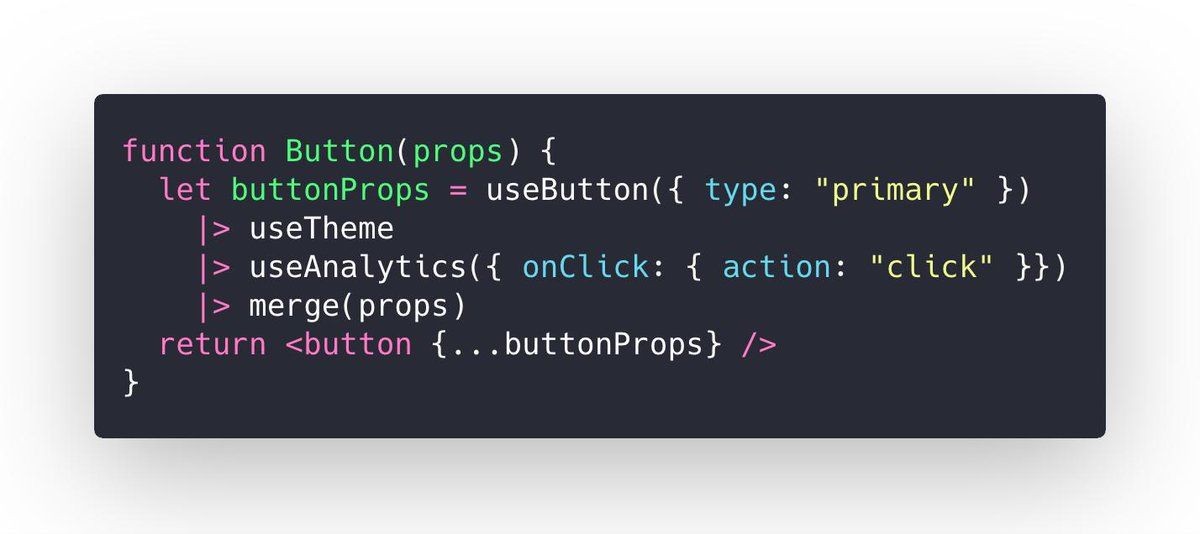 function Button(props) {
  let buttonProps = useButton({ type: "primary" })
    |> useTheme
    |> useAnalytics({ onClick: { action: "click" }})
    |> merge(props)
  return <button {...buttonProps} />
}